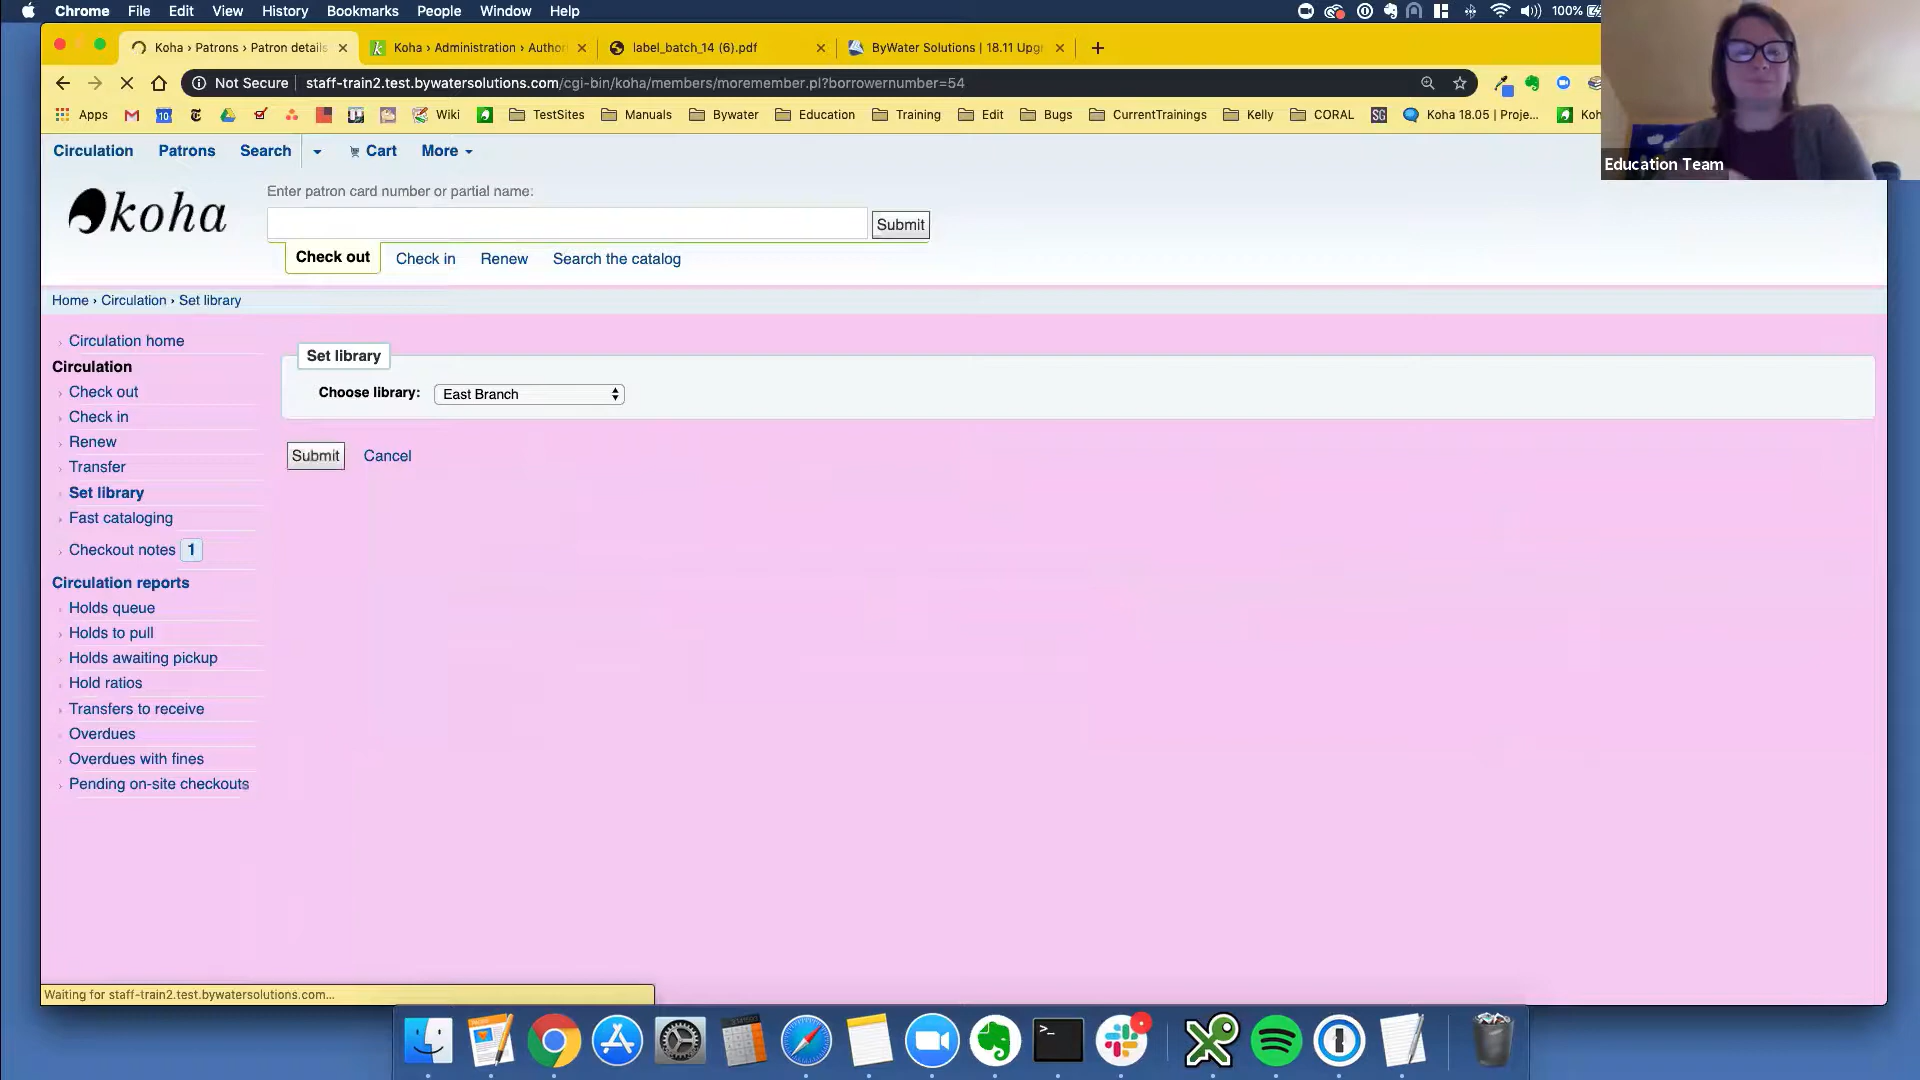 Chrome File Edit View History Bookmarks People Window Help 100%
Koha › Patrons › Patron details
Koha › Administration › Author
label_batch_14 (6).pdf
ByWater Solutions | 18.11 Upg
Not Secure staff-train2.test.bywatersolutions.com/cgi-bin/koha/members/moremember.pl?borrowernumber=54
Apps 10 Wiki TestSites Manuals Bywater Education Training Edit Bugs CurrentTrainings Kelly CORAL SG Koha 18.05 | Proje... Koh
Education Team
Circulation Patrons Search Cart More
koha
Enter patron card number or partial name:
Submit
Check out Check in Renew Search the catalog
Home › Circulation › Set library
Circulation home
Circulation
Check out
Check in
Renew
Transfer
Set library
Fast cataloging
Checkout notes 1
Circulation reports
Holds queue
Holds to pull
Holds awaiting pickup
Hold ratios
Transfers to receive
Overdues
Overdues with fines
Pending on-site checkouts
Set library
Choose library: East Branch
Submit Cancel
Waiting for staff-train2.test.bywatersolutions.com...